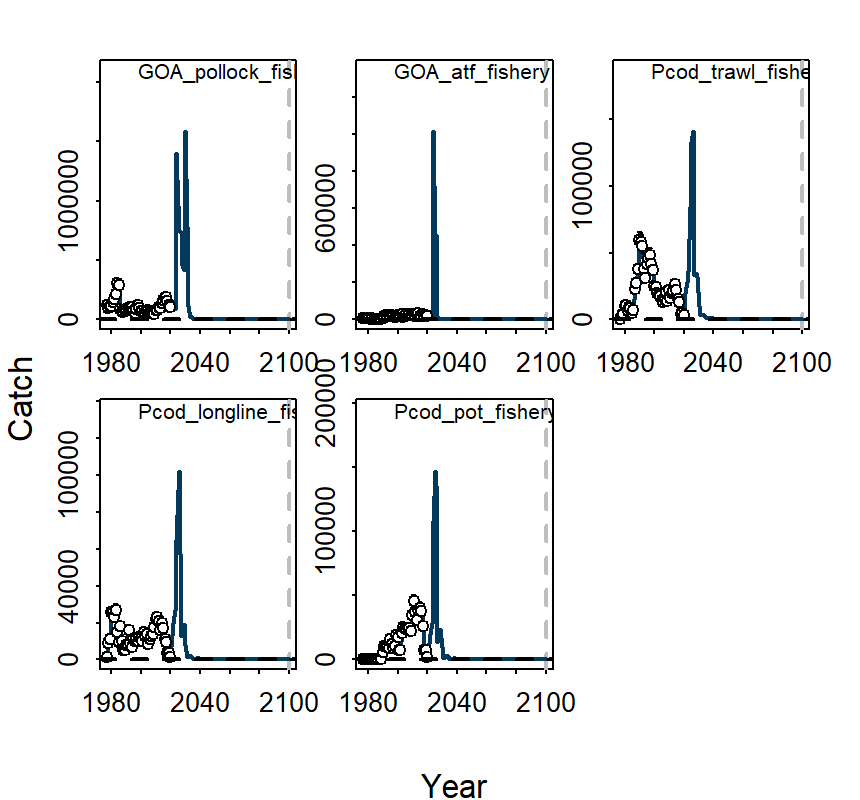 GOA_pollock_fis
GOA_atf_fishery
Pcod_trawl_fishe
0 1000000
0 600000
0 100000
1980 2040 2100
1980 2040 2100
1980 2040 2100
Catch
Pcod_longline_fis
Pcod_pot_fishery
0 40000 100000
0 100000 200000
1980 2040 2100
1980 2040 2100
Year